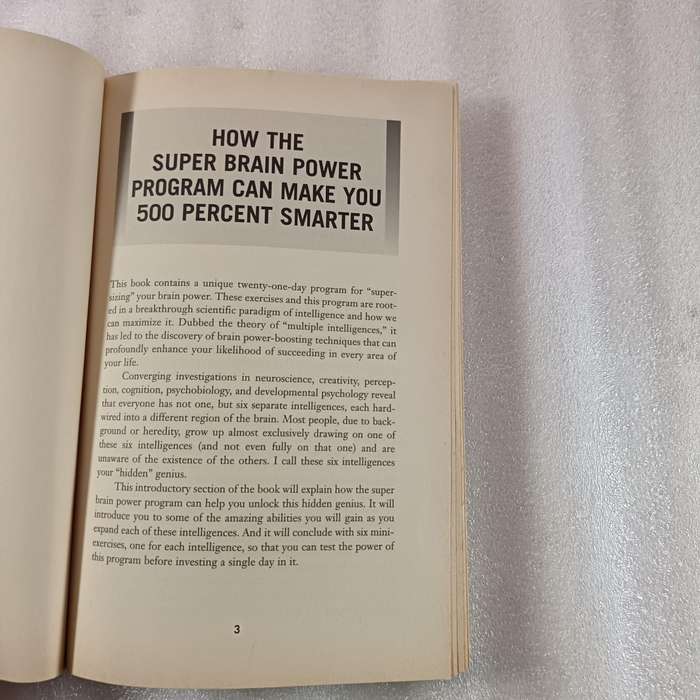 HOW THE
SUPER BRAIN POWER
PROGRAM CAN MAKE YOU
500 PERCENT SMARTER
This book contains a unique twenty-one-day program for “super-
sizing” your brain power. These exercises and this program are root-
ed in a breakthrough scientific paradigm of intelligence and how we
can maximize it. Dubbed the theory of “multiple intelligences,” it
has led to the discovery of brain power-boosting techniques that can
profoundly enhance your likelihood of succeeding in every area of
your life.
Converging investigations in neuroscience, creativity, percep-
tion, cognition, psychobiology, and developmental psychology reveal
that everyone has not one, but six separate intelligences, each hard-
wired into a different region of the brain. Most people, due to back-
ground or heredity, grow up almost exclusively drawing on one of
these six intelligences (and not even fully on that one) and are
unaware of the existence of the others. I call these six intelligences
your “hidden” genius.
This introductory section of the book will explain how the super
brain power program can help you unlock this hidden genius. It will
introduce you to some of the amazing abilities you will gain as you
expand each of these intelligences. And it will conclude with six mini-
exercises, one for each intelligence, so that you can test the power of
this program before investing a single day in it.
3